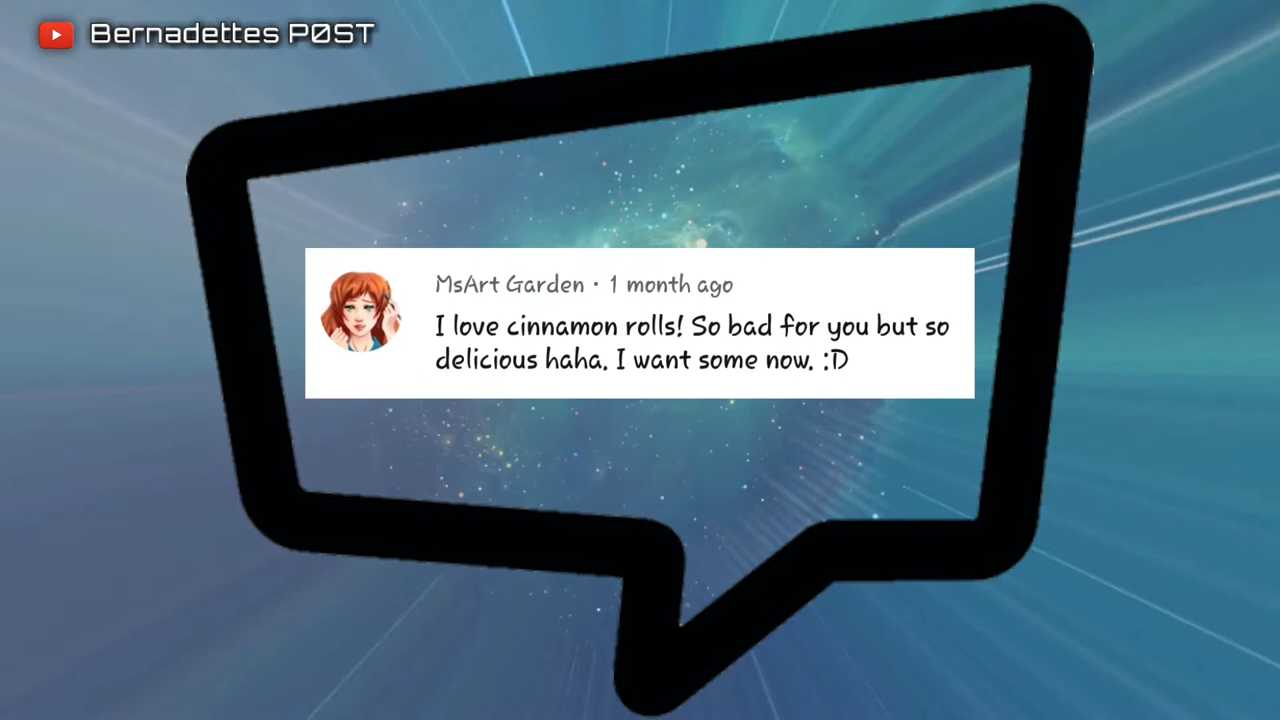 Bernadettes PØST
MsArt Garden · 1 month ago
I love cinnamon rolls! So bad for you but so
delicious haha. I want some now. :D